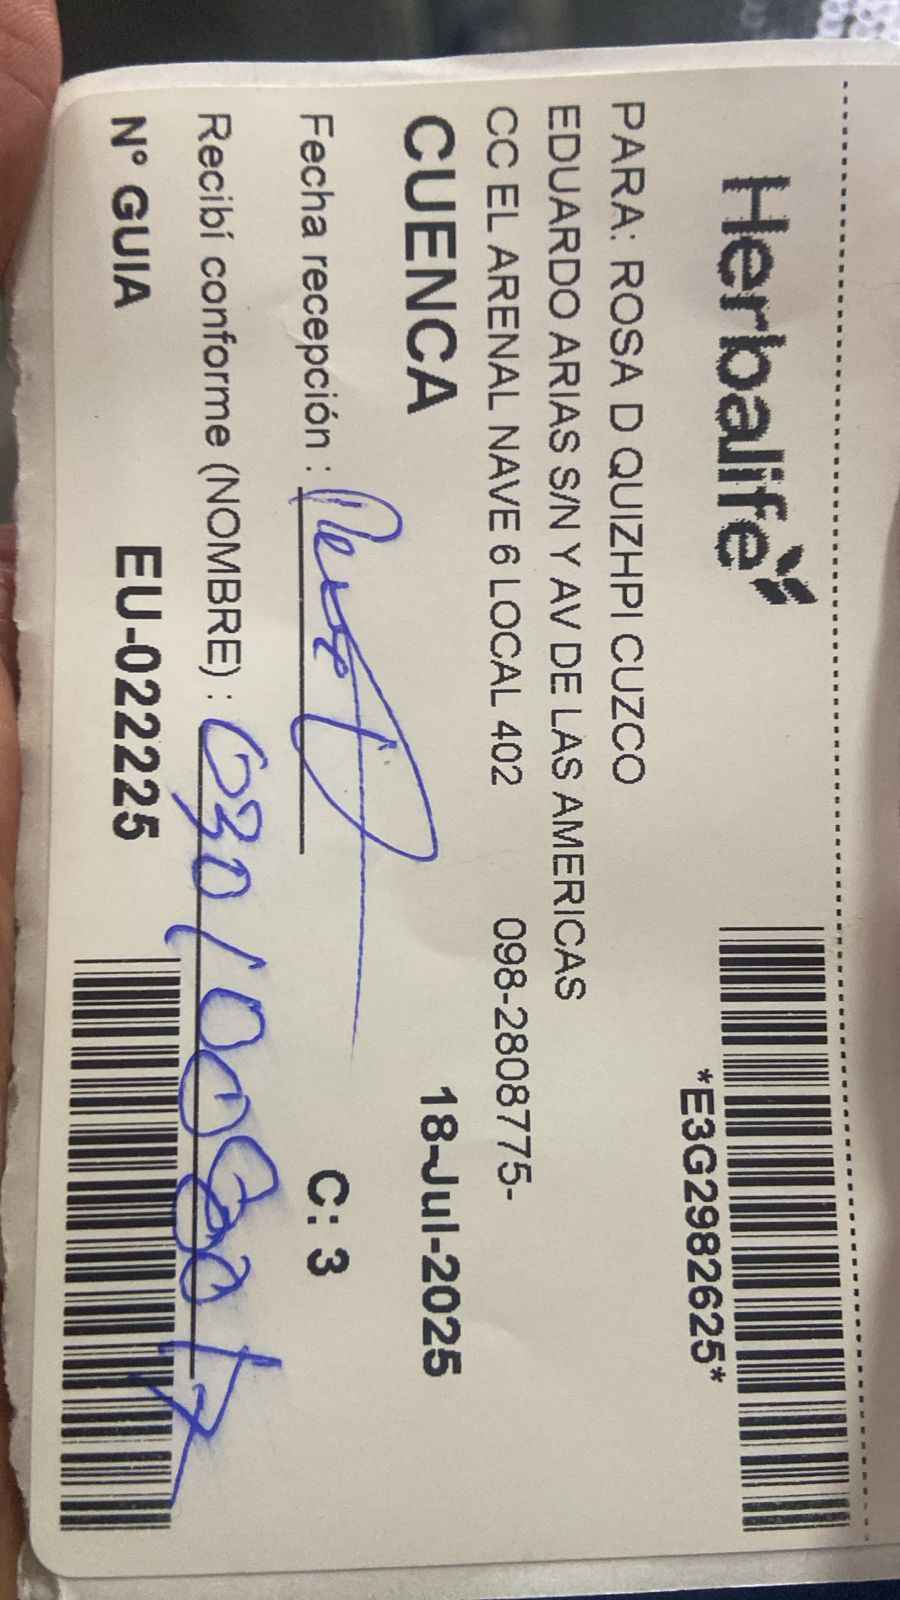 Herbalife
*E3G2982625*
PARA: ROSA D QUIZHPI CUZCO
EDUARDO ARIAS S/N Y AV DE LAS AMERICAS
CC EL ARENAL NAVE 6 LOCAL 402 098-2808775-
CUENCA 18-Jul-2025
Fecha recepción : C: 3
Recibí conforme (NOMBRE) :
N° GUIA EU-022225